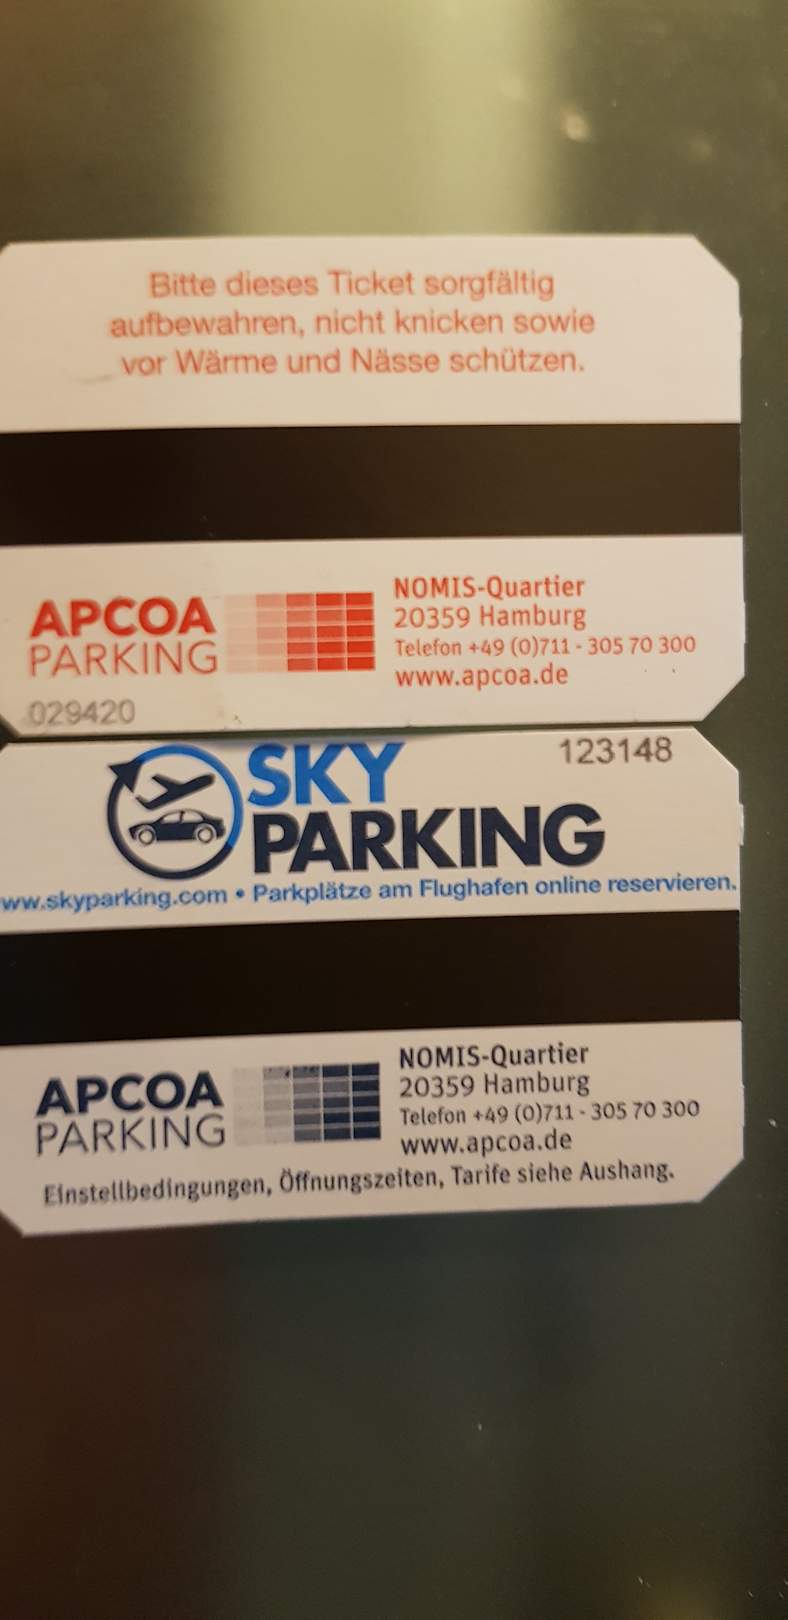 Bitte dieses Ticket sorgfältig
aufbewahren, nicht knicken sowie
vor Wärme und Nässe schützen.
APCOA
PARKING
NOMIS-Quartier
20359 Hamburg
Telefon +49 (0)711 - 305 70 300
www.apcoa.de
029420
SKY
PARKING
123148
ww.skyparking.com • Parkplätze am Flughafen online reservieren.
APCOA
PARKING
NOMIS-Quartier
20359 Hamburg
Telefon +49 (0)711 - 305 70 300
www.apcoa.de
Einstellbedingungen, Öffnungszeiten, Tarife siehe Aushang.